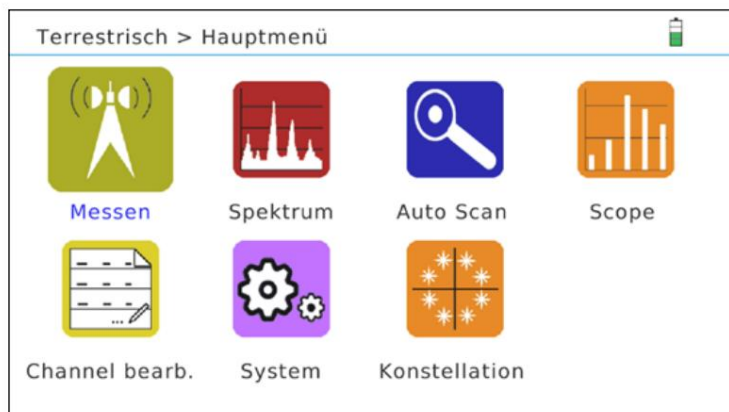 Terrestrisch > Hauptmenü
Messen
Spektrum
Auto Scan
Scope
Channel bearb.
System
Konstellation